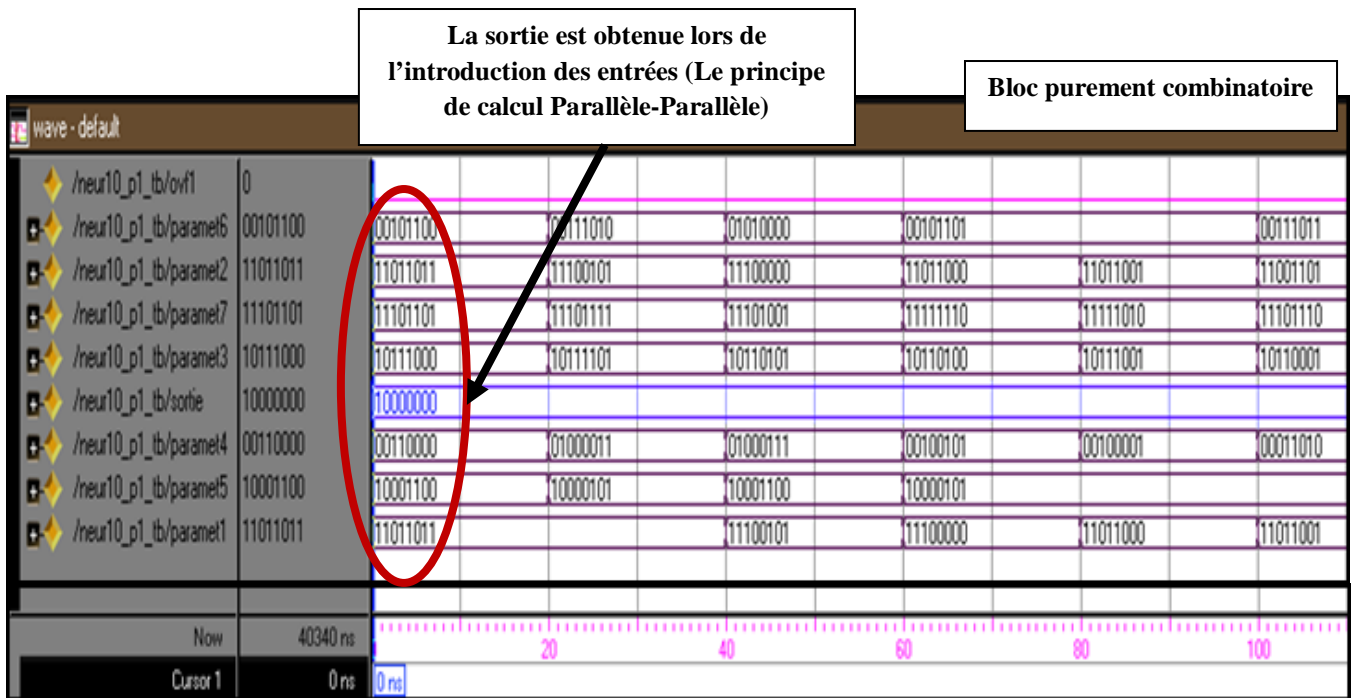 La sortie est obtenue lors de
l'introduction des entrées (Le principe
de calcul Parallèle-Parallèle)
Bloc purement combinatoire
wave - default
/neur10_p1_tb/ovf1 0
/neur10_p1_tb/paramet6 00101100 00101100 00111010 01010000 00101101 00111011
/neur10_p1_tb/paramet2 11011011 11011011 11100101 11100000 11011000 11011001 11001101
/neur10_p1_tb/paramet7 11101101 11101101 11101111 11101001 11111110 11111010 11101110
/neur10_p1_tb/paramet3 10111000 10111000 10111101 10110101 10110100 10111001 10110001
/neur10_p1_tb/sortie 10000000 10000000
/neur10_p1_tb/paramet4 00110000 00110000 01000011 01000111 00100101 00100001 00011010
/neur10_p1_tb/paramet5 10001100 10001100 10000101 10001100 10000101
/neur10_p1_tb/paramet1 11011011 11011011 11100101 11100000 11011000 11011001
Now 40340 ns 20 40 60 80 100
Cursor 1 0 ns 0 ns